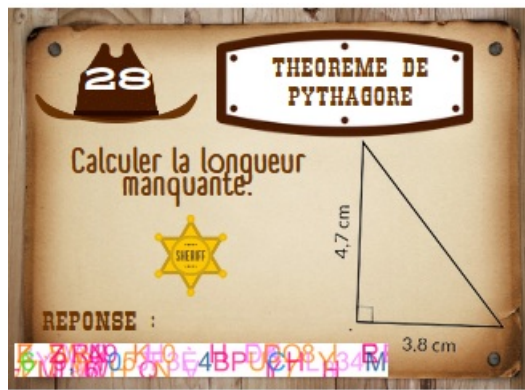 28
THEOREME DE
PYTHAGORE
Calculer la longueur
manquante.
4,7 cm
SHERIFF
REPONSE :
3.8 cm